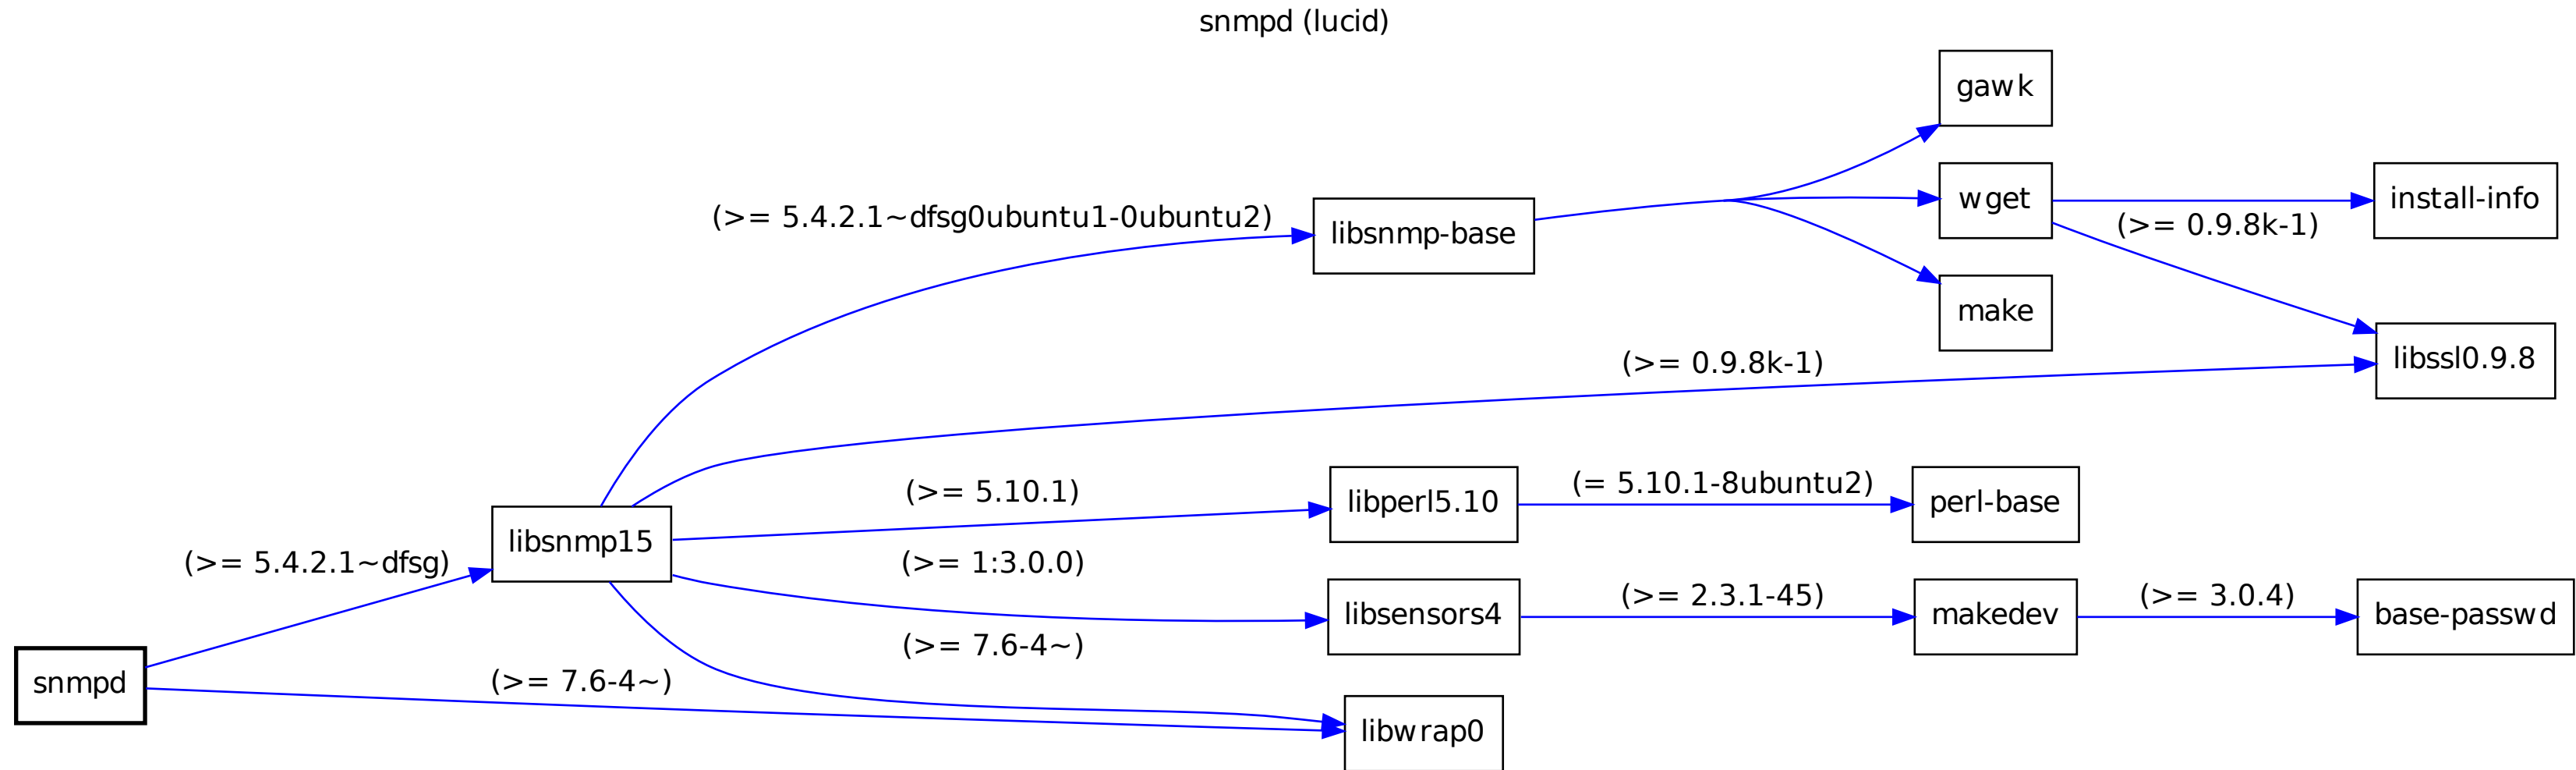 snmpd (lucid)
gawk
(>= 5.4.2.1~dfsg0ubuntu1-0ubuntu2)
libsnmp-base
wget
install-info
(>= 0.9.8k-1)
make
(>= 0.9.8k-1)
libssl0.9.8
(>= 5.10.1)
libperl5.10
(= 5.10.1-8ubuntu2)
perl-base
libsnmp15
(>= 5.4.2.1~dfsg)
(>= 1:3.0.0)
libsensors4
(>= 2.3.1-45)
makedev
(>= 3.0.4)
base-passwd
(>= 7.6-4~)
snmpd
(>= 7.6-4~)
libwrap0